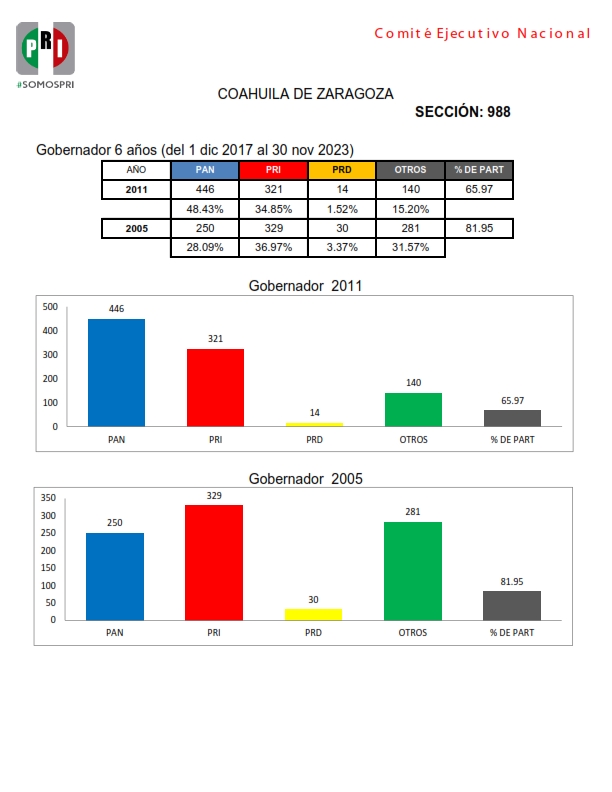 Comité Ejecutivo Nacional
PRI
#SOMOSPRI
COAHUILA DE ZARAGOZA
SECCIÓN: 988
Gobernador 6 años (del 1 dic 2017 al 30 nov 2023)
AÑO PAN PRI PRD OTROS % DE PART
2011 446 321 14 140 65.97
48.43% 34.85% 1.52% 15.20%
2005 250 329 30 281 81.95
28.09% 36.97% 3.37% 31.57%
Gobernador 2011
500
400
300
200
100
0
446
321
14
140
65.97
PAN PRI PRD OTROS % DE PART
Gobernador 2005
350
300
250
200
150
100
50
0
250
329
30
281
81.95
PAN PRI PRD OTROS % DE PART